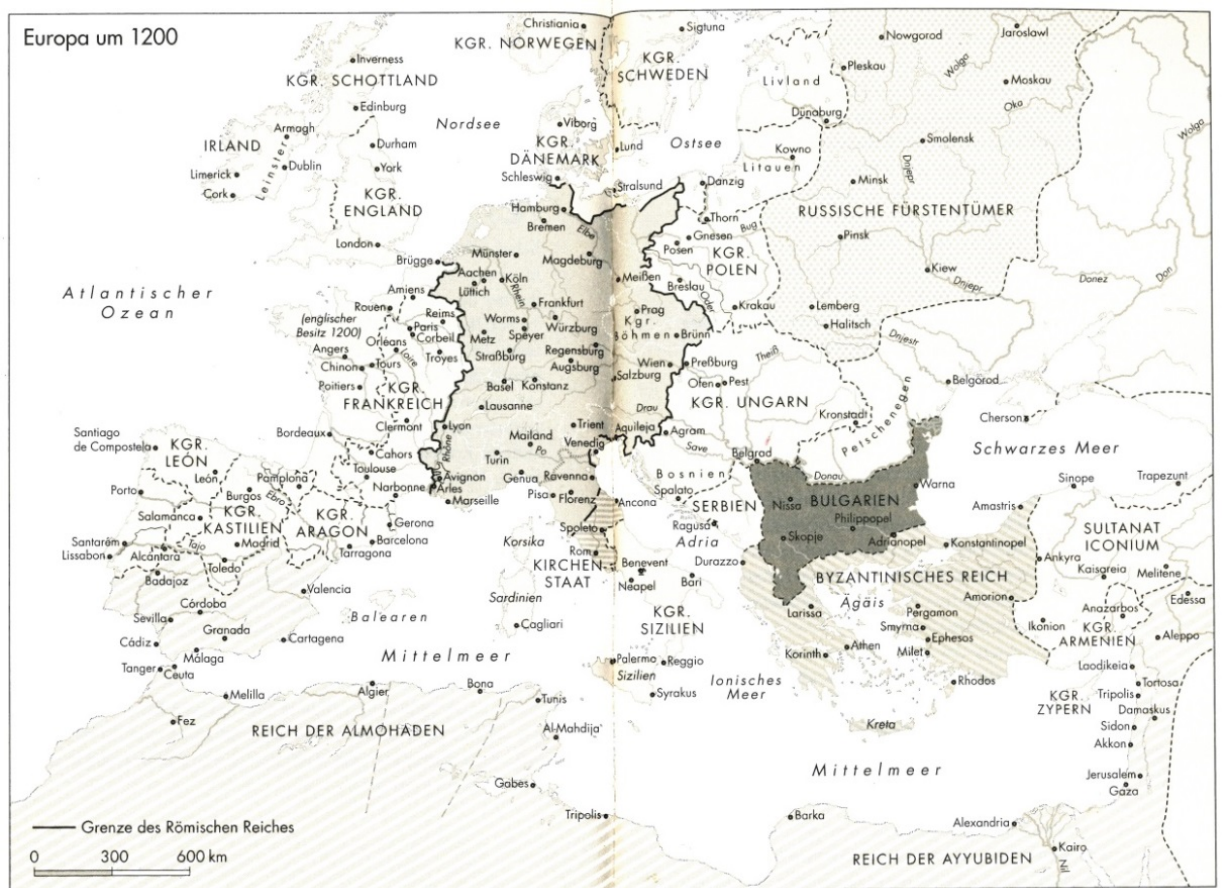 Europa um 1200
Christiania
KGR. NORWEGEN
Sigtuna
KGR.
SCHWEDEN
Nowgorod
Jaroslawl
Pleskau
Wolga
Moskau
Oka
Livland
Dünaburg
Wolga
Inverness
KGR. SCHOTTLAND
Edinburg
Nordsee
Viborg
KGR.
DÄNEMARK
Schleswig
Lund
Ostsee
Kowno
Litauen
Smolensk
Dnjepr
Minsk
Armagh
IRLAND
Leinster
Dublin
Limerick
Cork
Durham
York
KGR.
ENGLAND
London
Stralsund
Danzig
Hamburg
Bremen
Elbe
Thorn
Bug
Gnesen
Posen
KGR.
POLEN
RUSSISCHE FÜRSTENTÜMER
Pinsk
Kiew
Dnjepr
Donez
Don
Brügge
Münster
Magdeburg
Aachen
Köln
Lüttich
Rhein
Meißen
Breslau
Oder
Krakau
Lemberg
Halitsch
Dnjestr
Atlantischer
Ozean
Amiens
Rouen
(englischer
Besitz 1200)
Reims
Paris
Corbeil
Orléans
Angers
Loire
Troyes
Chinon
Tours
Poitiers
KGR.
FRANKREICH
Clermont
Bordeaux
Lyon
Rhône
Cahors
Toulouse
Avignon
Narbonne
Arles
Marseille
Frankfurt
Worms
Würzburg
Speyer
Metz
Straßburg
Regensburg
Augsburg
Basel
Konstanz
Lausanne
Prag
Kgr.
Böhmen
Brünn
Wien
Preßburg
Salzburg
Theiß
Ofen
Pest
KGR. UNGARN
Drau
Kronstadt
Petschenegen
Belgorod
Cherson
Schwarzes Meer
Trient
Aquileja
Agram
Save
Mailand
Venedig
Po
Turin
Genua
Ravenna
Pisa
Florenz
Ancona
Spoleto
Rom
KIRCHEN
STAAT
Korsika
Sardinien
Cagliari
Belgrad
Donau
Bosnien
Spalato
SERBIEN
Ragusa
Adria
Nissa
BULGARIEN
Philippopel
Warna
Skopje
Adrianopel
Konstantinopel
Durazzo
Sinope
Trapezunt
Amastris
SULTANAT
ICONIUM
Ankyra
Kaisareia
Melitene
Edessa
Santiago
de Compostela
KGR.
LEÓN
León
Pamplona
Burgos
Ebro
Porto
KGR.
KASTILIEN
KGR.
ARAGON
Gerona
Barcelona
Tarragona
Salamanca
Madrid
Santarém
Lissabon
Tajo
Alcántara
Toledo
Badajoz
Valencia
Córdoba
Sevilla
Granada
Cádiz
Málaga
Cartagena
Tanger
Ceuta
Balearen
Mittelmeer
Benevent
Neapel
Bari
KGR.
SIZILIEN
Palermo
Sizilien
Reggio
Syrakus
Ionisches
Meer
BYZANTINISCHES REICH
Larissa
Ägäis
Pergamon
Amorion
Smyrna
Ephesos
Athen
Milet
Korinth
Rhodos
Kreta
Ikonion
Anazarbos
KGR.
ARMENIEN
Aleppo
Laodikeia
KGR.
ZYPERN
Tortosa
Tripolis
Damaskus
Sidon
Akkon
Jerusalem
Gaza
Melilla
Algier
Bona
Tunis
Fez
REICH DER ALMOHADEN
Al-Mahdija
Gabes
Tripolis
Mittelmeer
Barka
Alexandria
Kairo
Nil
REICH DER AYYUBIDEN
Grenze des Römischen Reiches
0 300 600 km